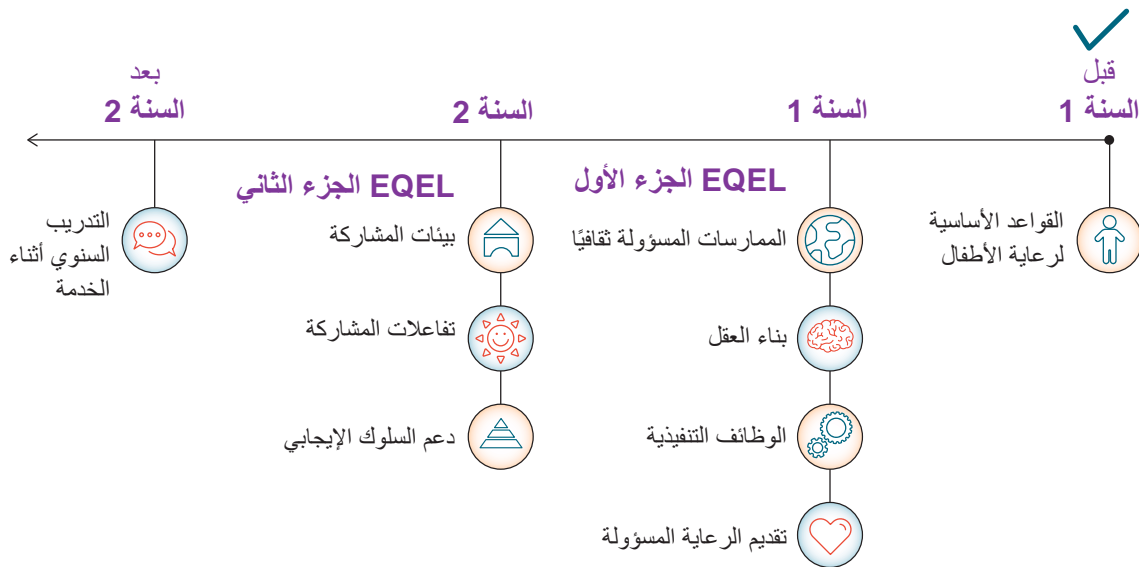 قبل
السنة 1
القواعد الأساسية
لرعاية الأطفال
السنة 1
EQEL الجزء الأول
الممارسات المسؤولة ثقافيًا
بناء العقل
الوظائف التنفيذية
تقديم الرعاية المسؤولة
السنة 2
EQEL الجزء الثاني
بيئات المشاركة
تفاعلات المشاركة
دعم السلوك الإيجابي
بعد
السنة 2
التدريب
السنوي أثناء
الخدمة